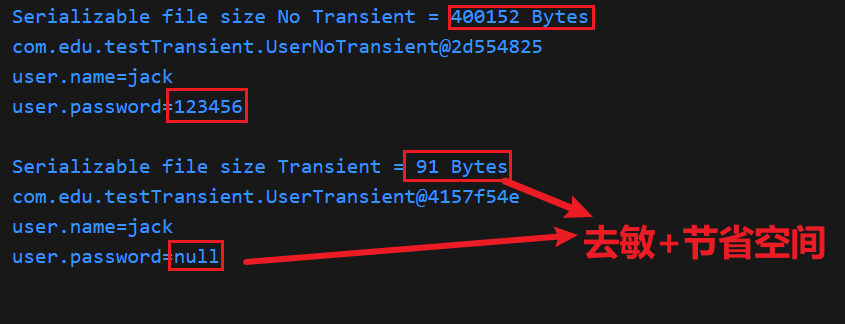 Serializable file size No Transient = 400152 Bytes
com.edu.testTransient.UserNoTransient@2d554825
user.name=jack
user.password=123456
Serializable file size Transient = 91 Bytes
com.edu.testTransient.UserTransient@4157f54e
user.name=jack
user.password=null
去敏+节省空间